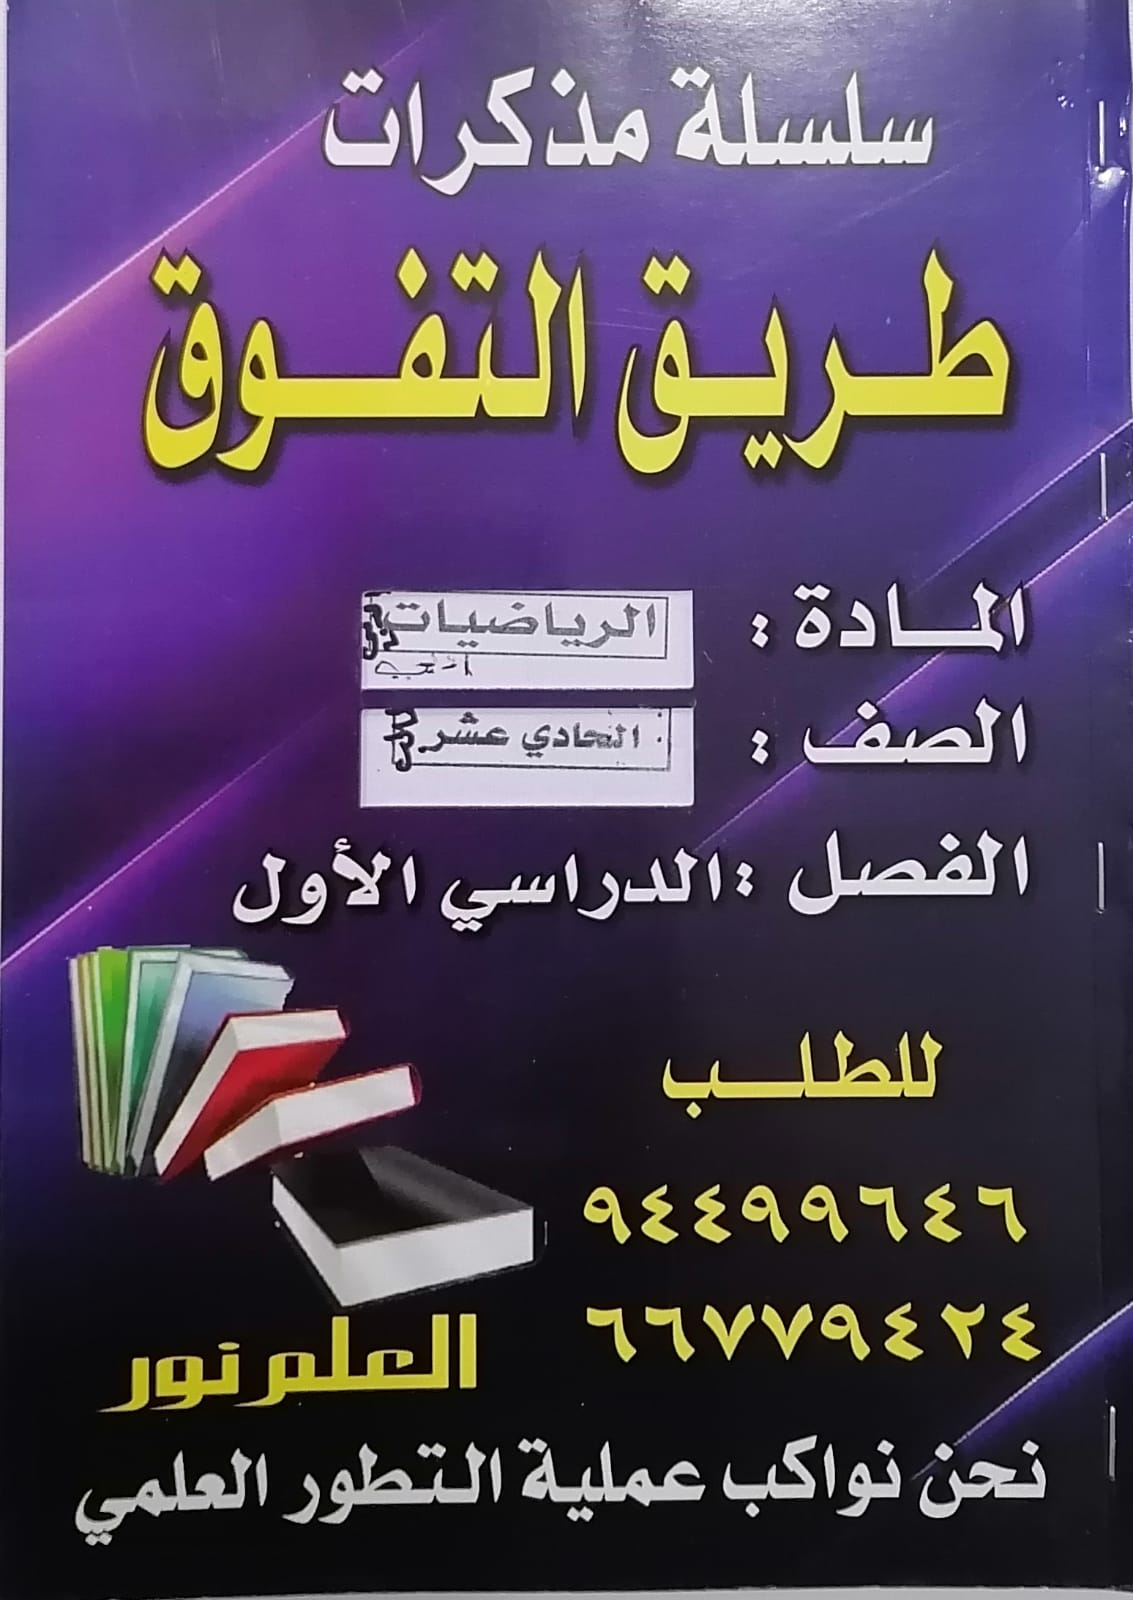 سلسلة مذكرات
طريق التفوق
المادة : الرياضيات
الصف : الحادي عشر
الفصل : الدراسي الأول
للطلب
٩٤٤٩٩٦٤٦
٦٦٧٧٩٤٢٤
العلم نور
نحن نواكب عملية التطور العلمي